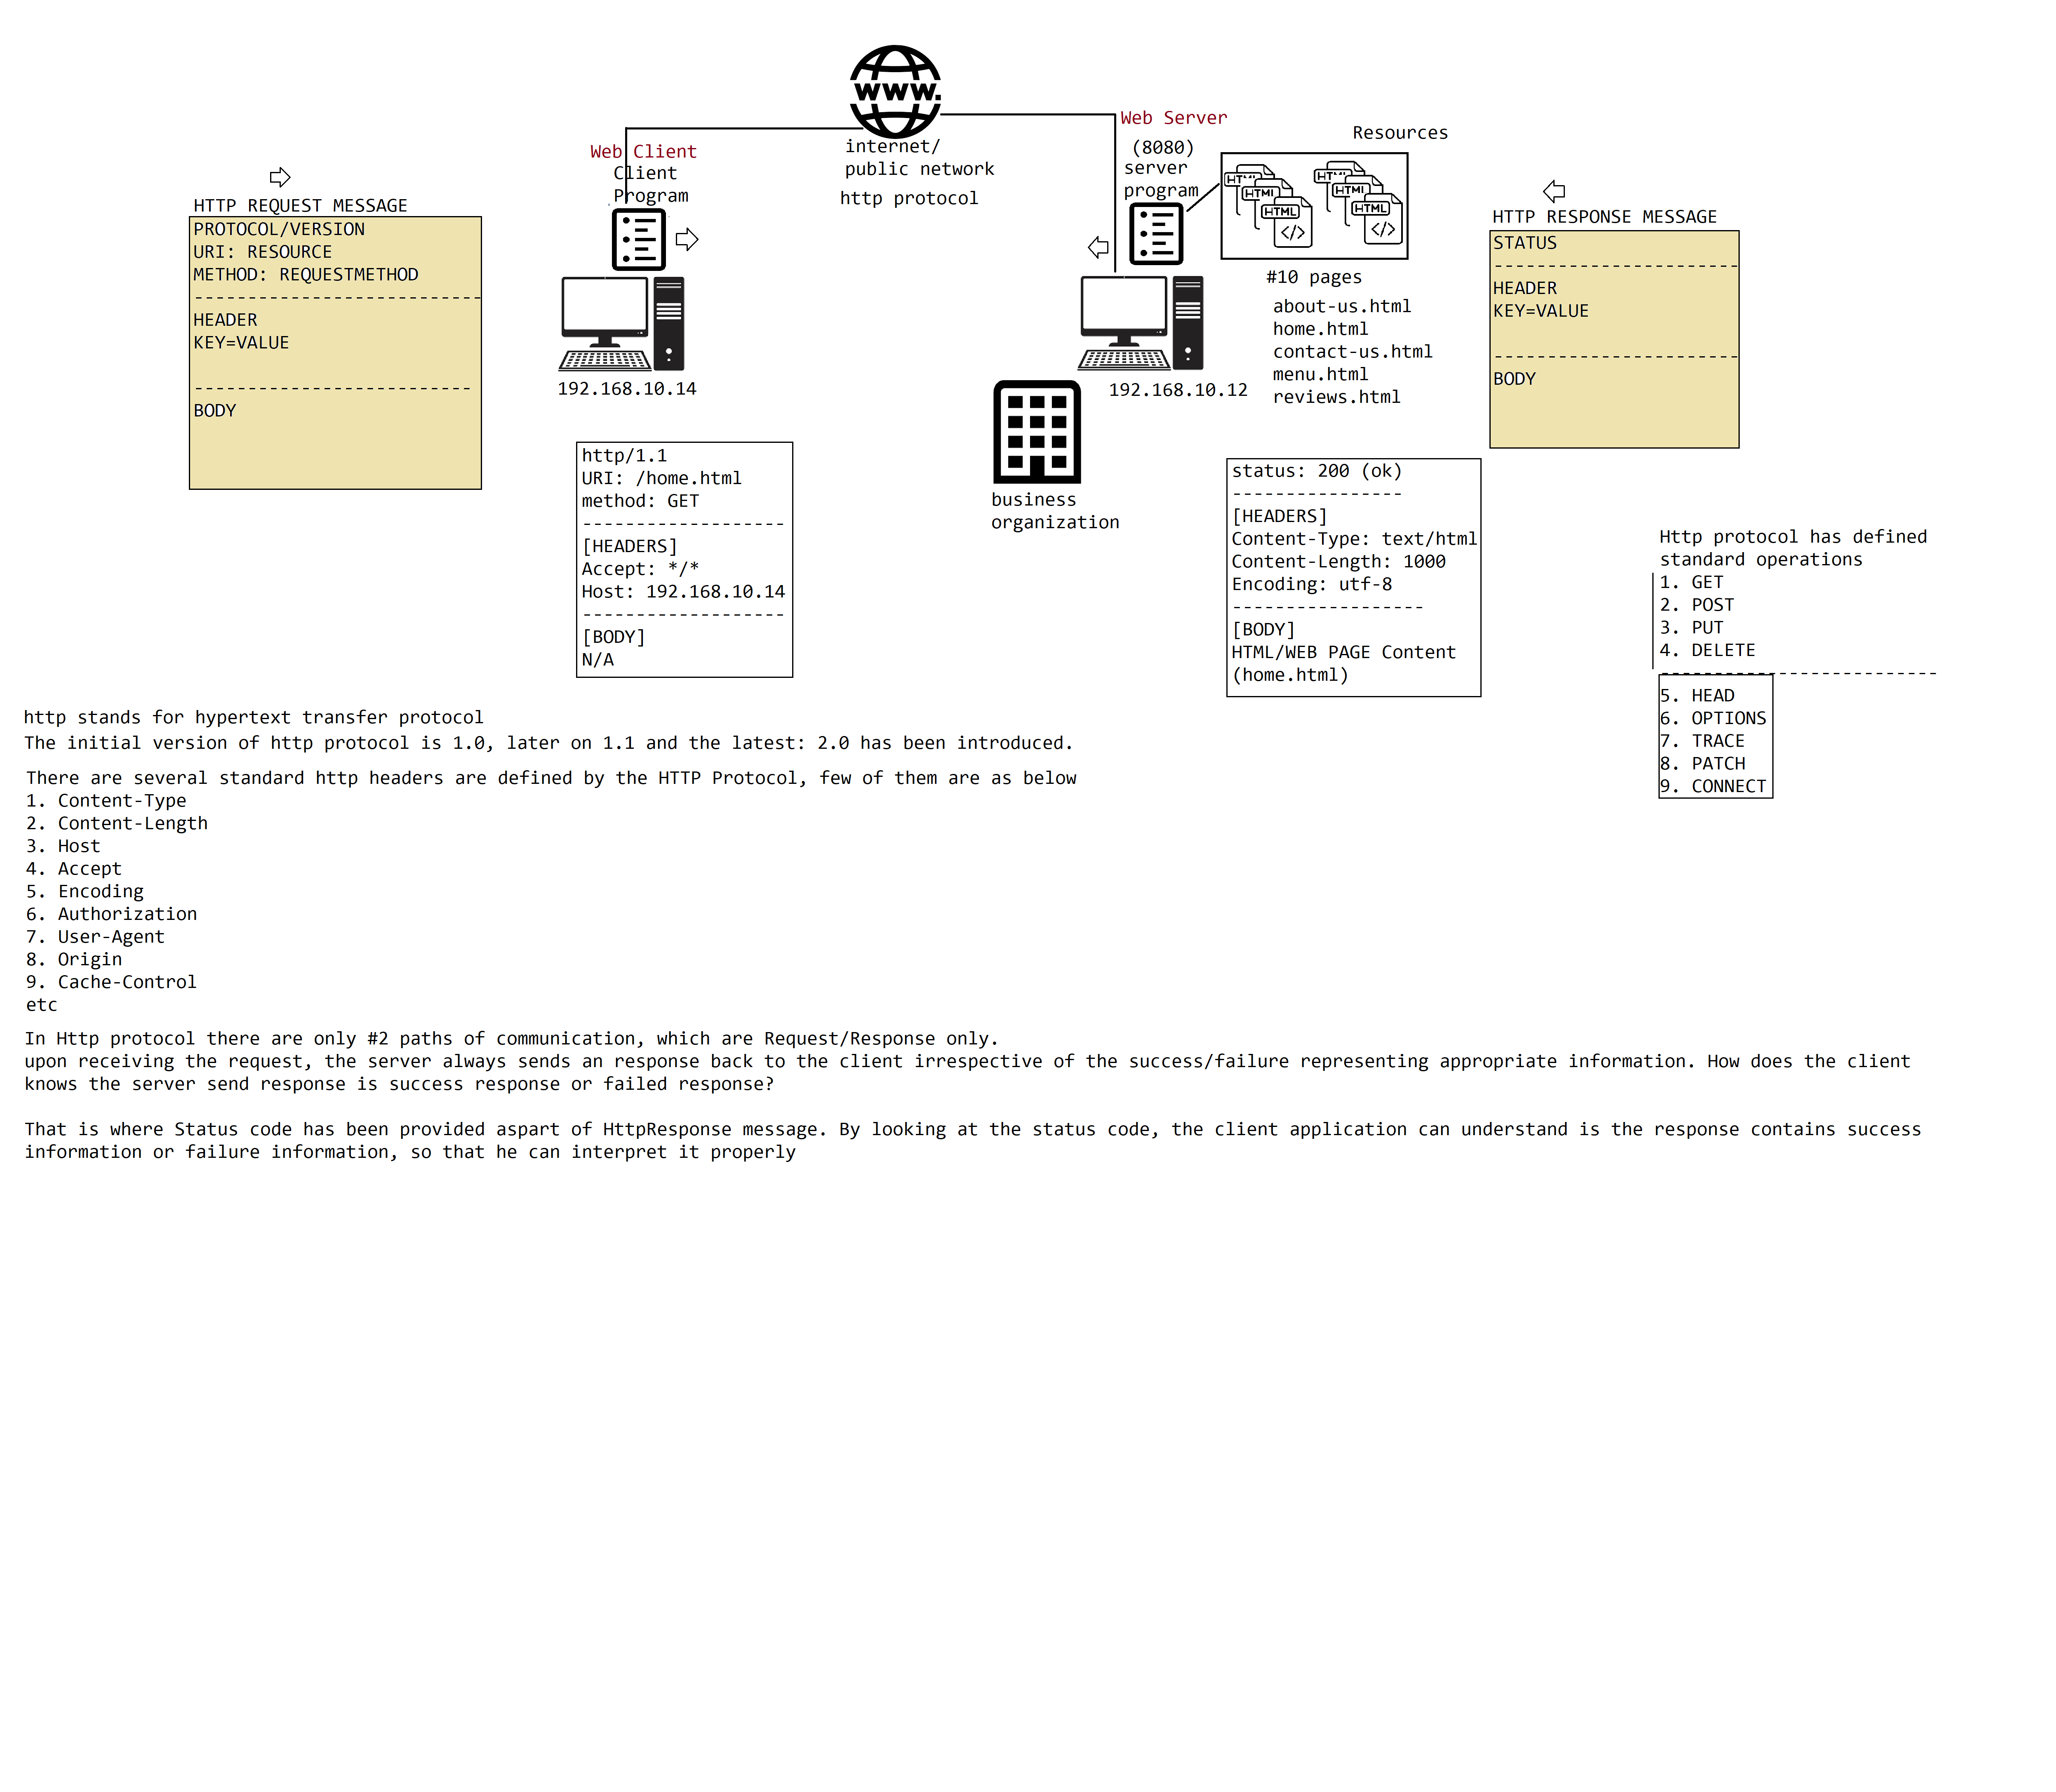 www.
internet/
public network
http protocol
Web Client
Client
Program
192.168.10.14
Web Server
(8080)
server
program
192.168.10.12
Resources
HTML
HTML
HTML
</>
HTML
HTML
HTML
</>
#10 pages
about-us.html
home.html
contact-us.html
menu.html
reviews.html
business
organization
HTTP REQUEST MESSAGE
PROTOCOL/VERSION
URI: RESOURCE
METHOD: REQUESTMETHOD
---------------------------
HEADER
KEY=VALUE
--------------------------
BODY
HTTP RESPONSE MESSAGE
STATUS
-----------------------
HEADER
KEY=VALUE
-----------------------
BODY
http/1.1
URI: /home.html
method: GET
-------------------
[HEADERS]
Accept: */*
Host: 192.168.10.14
-------------------
[BODY]
N/A
status: 200 (ok)
----------------
[HEADERS]
Content-Type: text/html
Content-Length: 1000
Encoding: utf-8
------------------
[BODY]
HTML/WEB PAGE Content
(home.html)
Http protocol has defined
standard operations
1. GET
2. POST
3. PUT
4. DELETE
--------------------------
5. HEAD
6. OPTIONS
7. TRACE
8. PATCH
9. CONNECT
http stands for hypertext transfer protocol
The initial version of http protocol is 1.0, later on 1.1 and the latest: 2.0 has been introduced.
There are several standard http headers are defined by the HTTP Protocol, few of them are as below
1. Content-Type
2. Content-Length
3. Host
4. Accept
5. Encoding
6. Authorization
7. User-Agent
8. Origin
9. Cache-Control
etc
In Http protocol there are only #2 paths of communication, which are Request/Response only.
upon receiving the request, the server always sends an response back to the client irrespective of the success/failure representing appropriate information. How does the client
knows the server send response is success response or failed response?
That is where Status code has been provided aspart of HttpResponse message. By looking at the status code, the client application can understand is the response contains success
information or failure information, so that he can interpret it properly